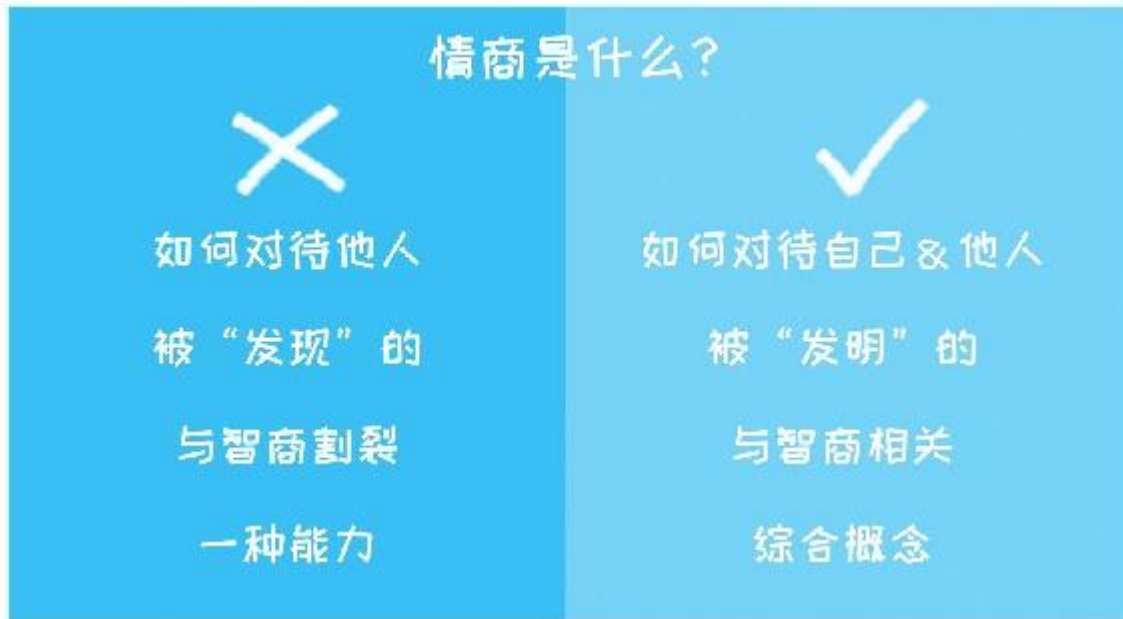 情商是什么?
如何对待他人
被“发现”的
与智商割裂
一种能力
如何对待自己&他人
被“发明”的
与智商相关
综合概念